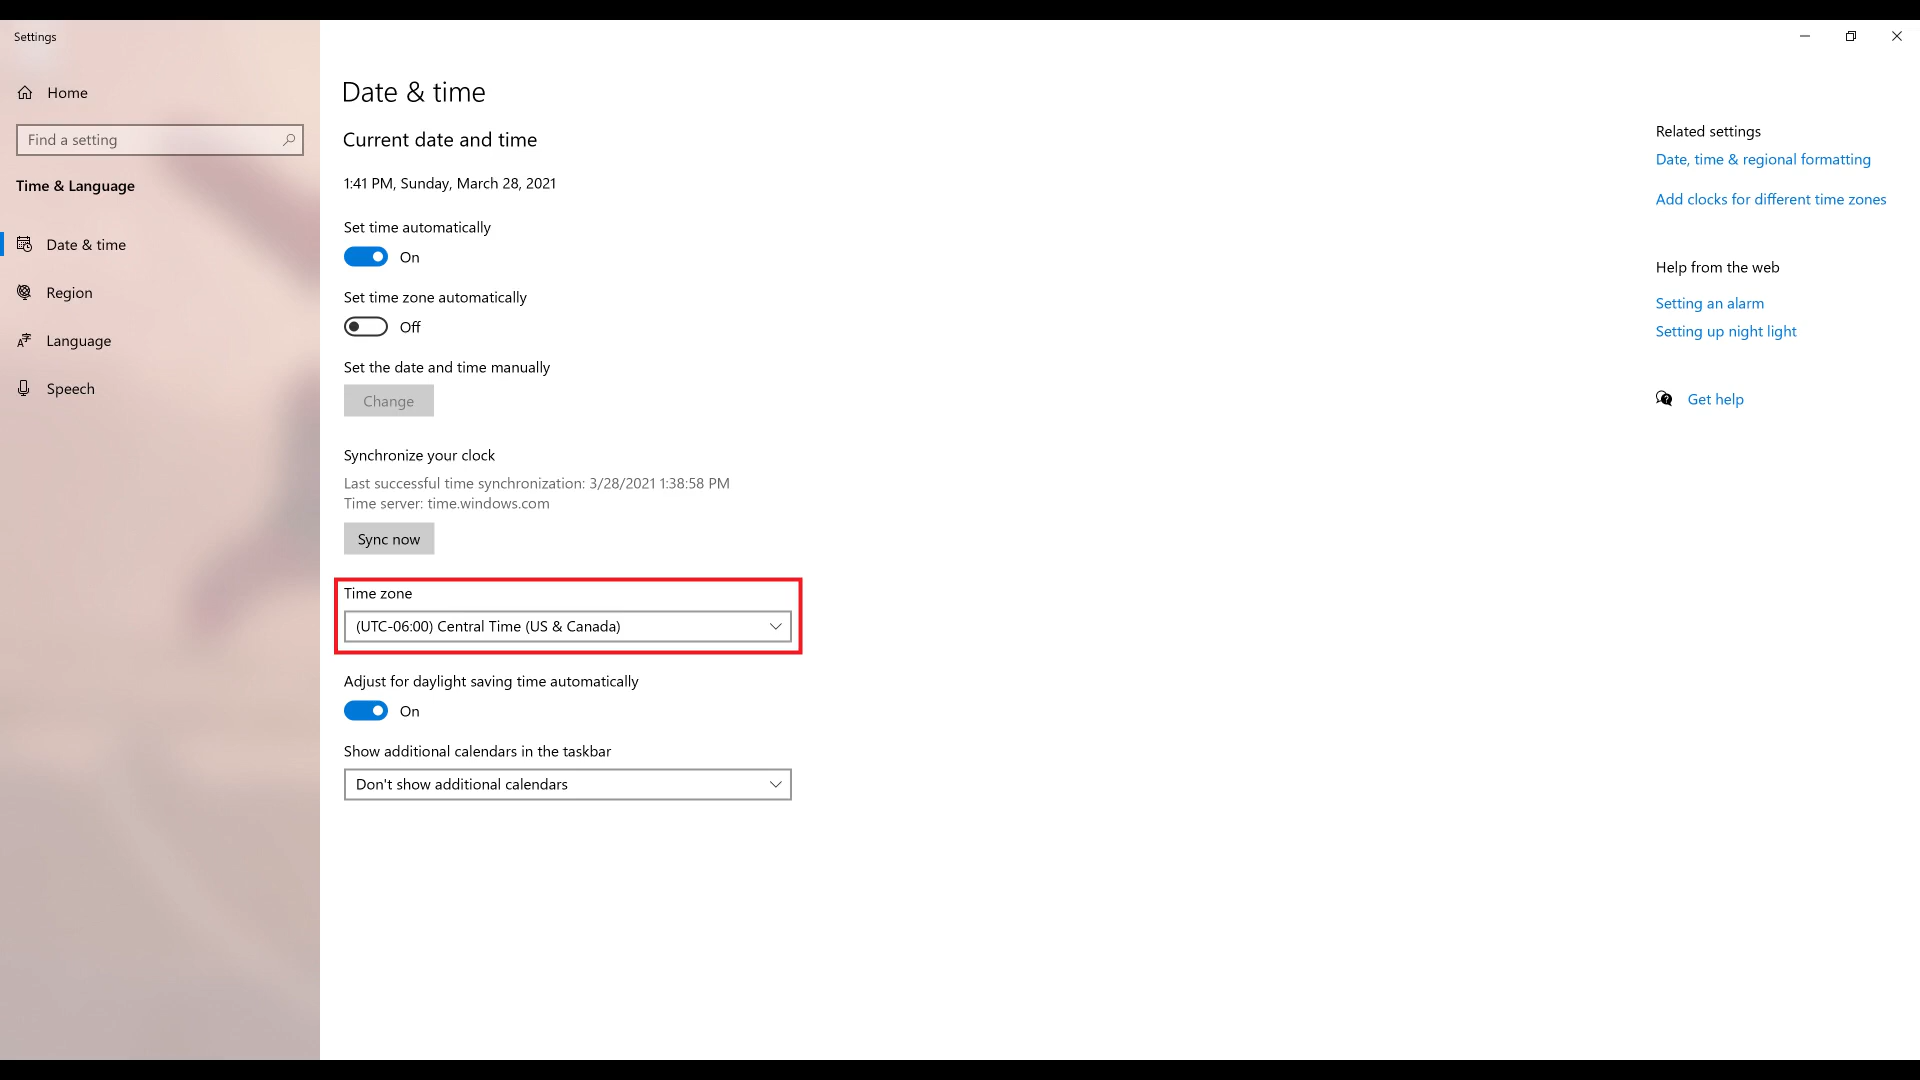 Settings
Home
Find a setting
Time & Language
Date & time
Region
Language
Speech
Date & time
Current date and time
1:41 PM, Sunday, March 28, 2021
Set time automatically
On
Set time zone automatically
Off
Set the date and time manually
Change
Synchronize your clock
Last successful time synchronization: 3/28/2021 1:38:58 PM
Time server: time.windows.com
Sync now
Time zone
(UTC-06:00) Central Time (US & Canada)
Adjust for daylight saving time automatically
On
Show additional calendars in the taskbar
Don't show additional calendars
Related settings
Date, time & regional formatting
Add clocks for different time zones
Help from the web
Setting an alarm
Setting up night light
Get help